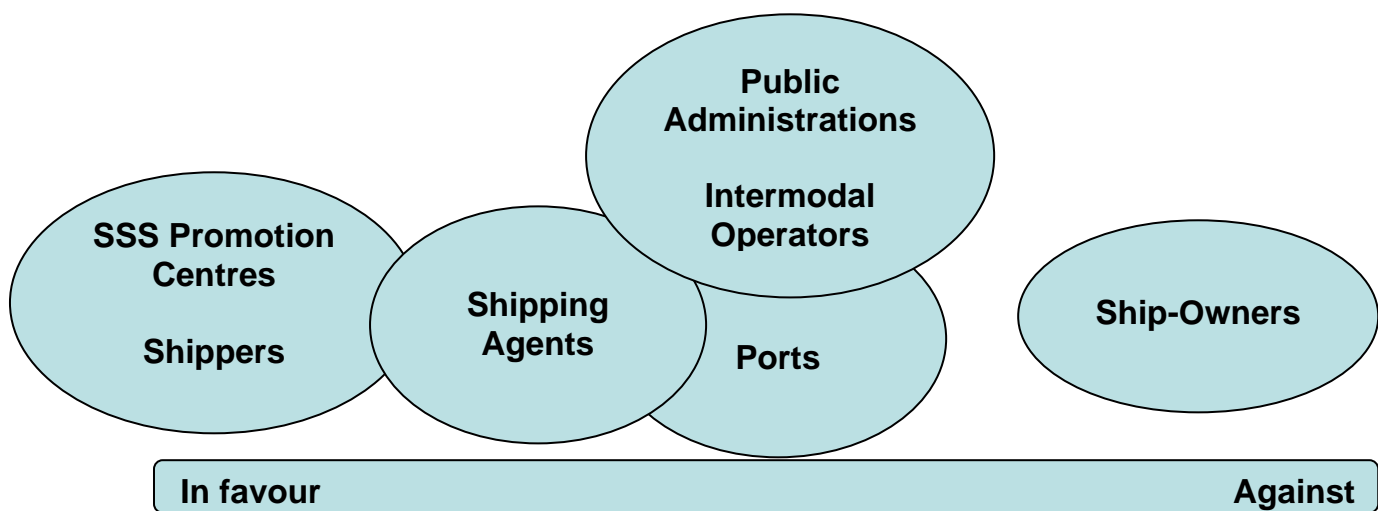 Public
Administrations
Intermodal
Operators
SSS Promotion
Centres
Shippers
Shipping
Agents
Ports
Ship-Owners
In favour
Against